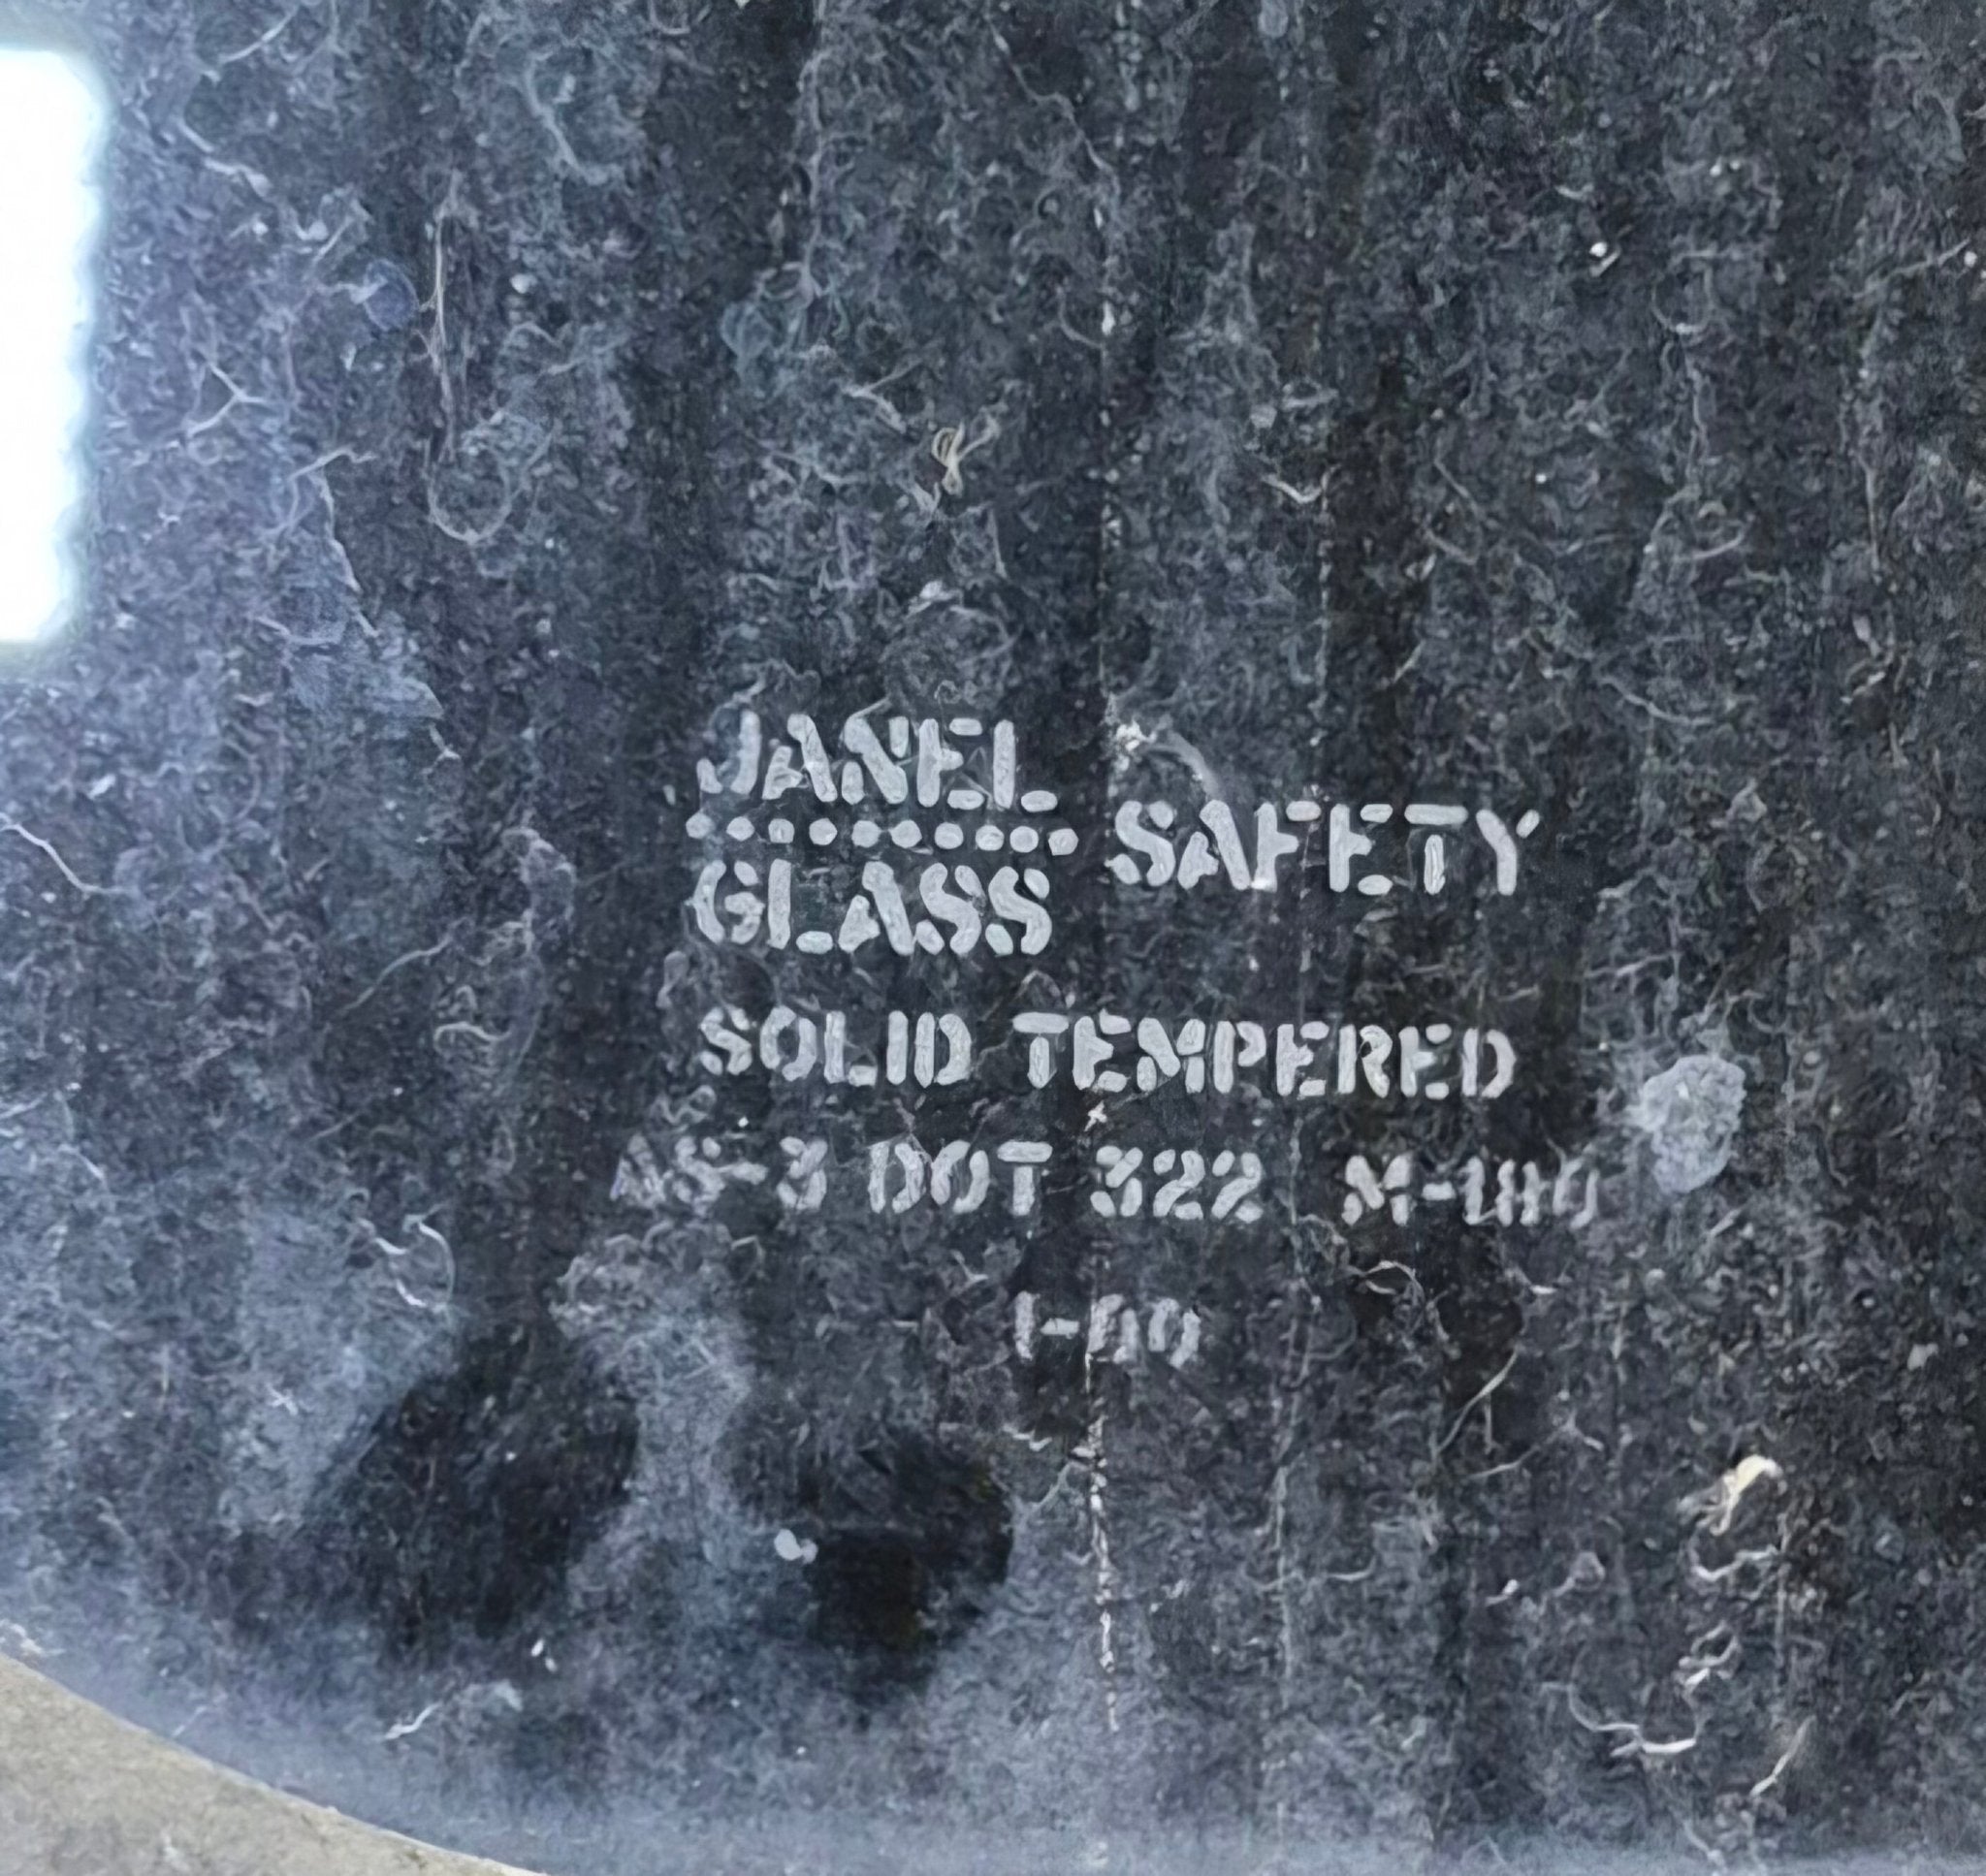 JANEL
GLASS
SAFETY
SOLID TEMPERED
AS-3 DOT 322